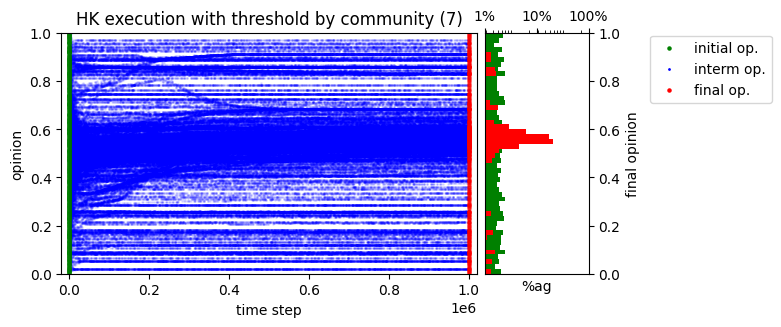 HK execution with threshold by community (7)
1% 10% 100%
1.0 1.0
0.8 0.8
0.6 0.6
0.4 0.4
0.2 0.2
0.0 0.0
opinion
final opinion
0.0 0.2 0.4 0.6 0.8 1.0
1e6
time step
%ag
initial op.
interm op.
final op.